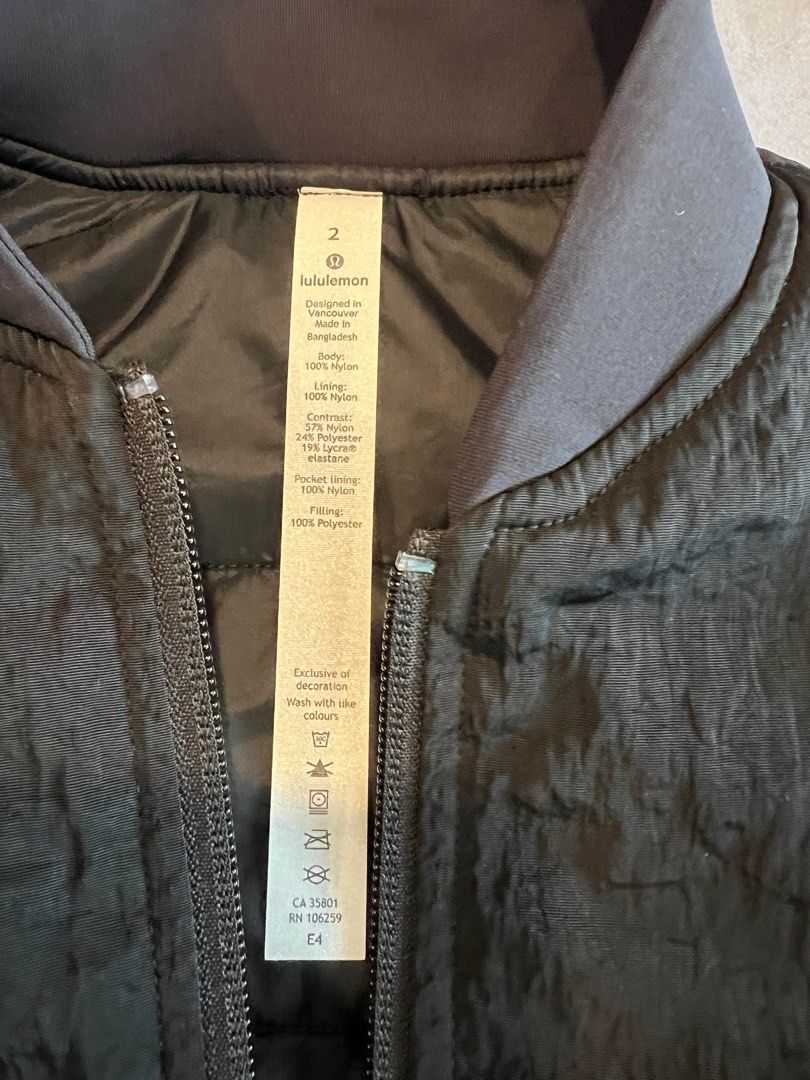 2
lululemon
Designed in
Vancouver
Made in
Bangladesh
Body:
100% Nylon
Lining:
100% Nylon
Contrast:
57% Nylon
24% Polyester
19% Lycra®
elastane
Pocket lining:
100% Nylon
Filling:
100% Polyester
Exclusive of
decoration
Wash with like
colours
CA 35801
RN 106259
E4